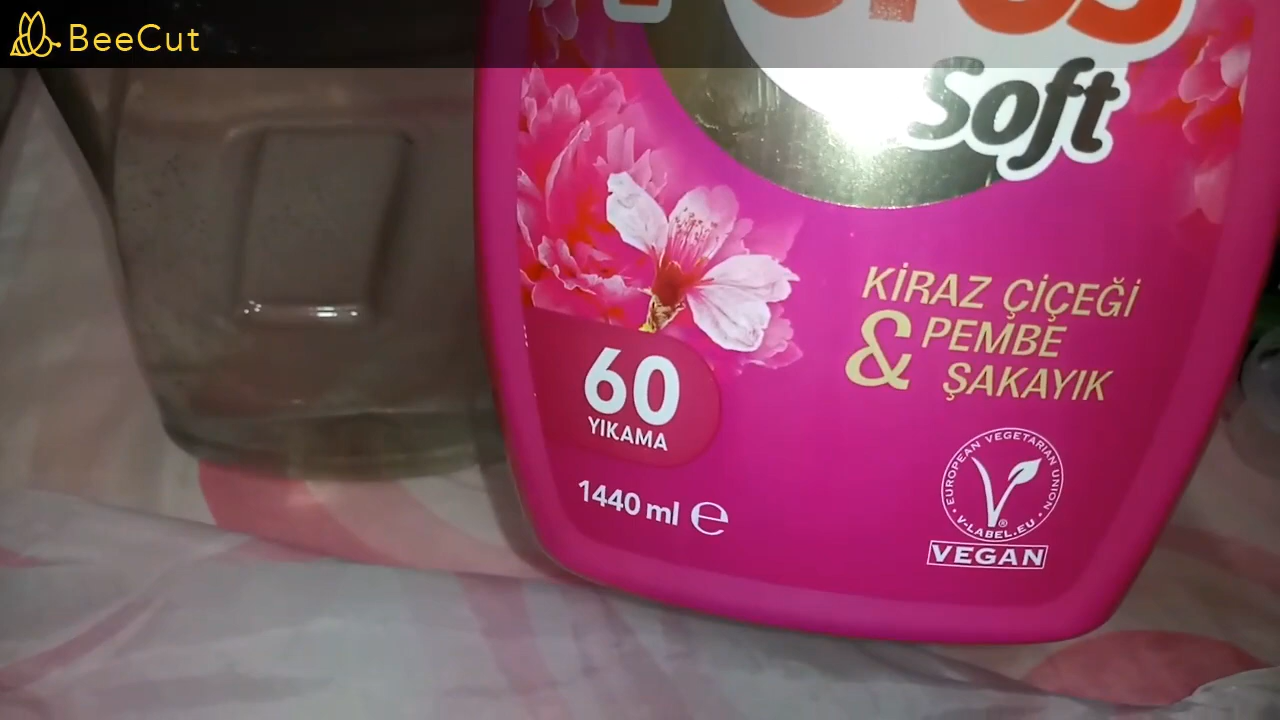 BeeCut
Soft
KİRAZ ÇİÇEĞİ
& PEMBE
ŞAKAYIK
60
YIKAMA
1440 ml ℮
EUROPEAN VEGETARIAN UNION
V-LABEL.EU
VEGAN